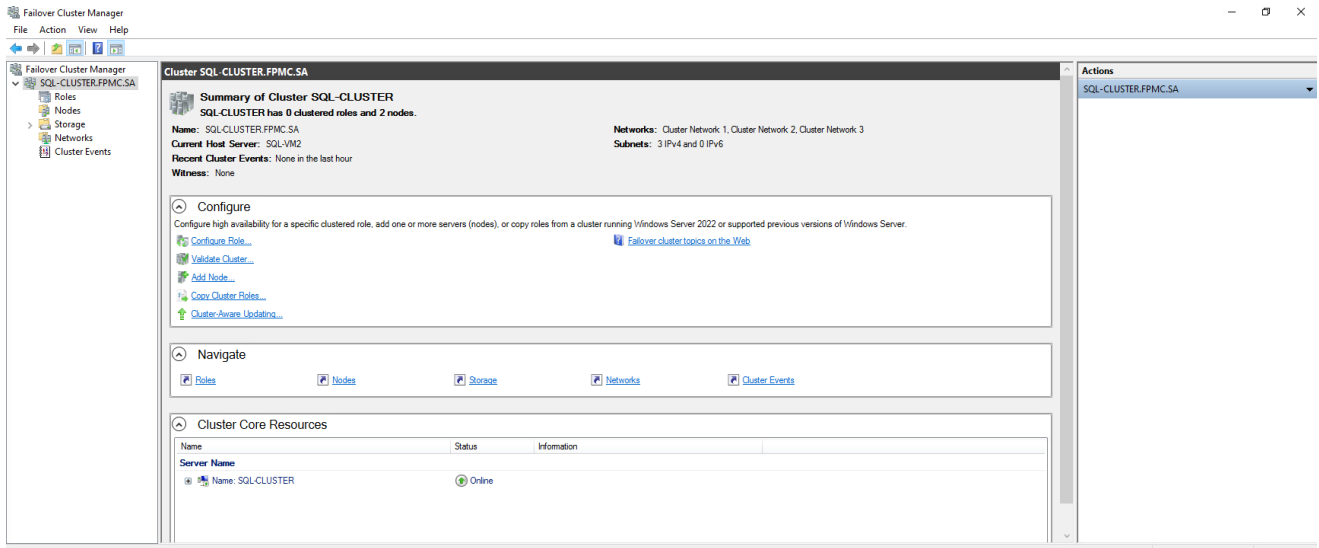 Failover Cluster Manager
File Action View Help
Failover Cluster Manager
SQL-CLUSTER.FPMC.SA
Roles
Nodes
Storage
Networks
Cluster Events
Cluster SQL-CLUSTER.FPMC.SA
Summary of Cluster SQL-CLUSTER
SQL-CLUSTER has 0 clustered roles and 2 nodes.
Name: SQL-CLUSTER.FPMC.SA
Networks: Cluster Network 1, Cluster Network 2, Cluster Network 3
Current Host Server: SQL-VM2
Subnets: 3 IPv4 and 0 IPv6
Recent Cluster Events: None in the last hour
Witness: None
Configure
Configure high availability for a specific clustered role, add one or more servers (nodes), or copy roles from a cluster running Windows Server 2022 or supported previous versions of Windows Server.
Configure Role...
Failover cluster topics on the Web
Validate Cluster...
Add Node...
Copy Cluster Roles...
Cluster-Aware Updating...
Navigate
Roles Nodes Storage Networks Cluster Events
Cluster Core Resources
Name Status Information
Server Name
Name: SQL-CLUSTER Online
Actions
SQL-CLUSTER.FPMC.SA